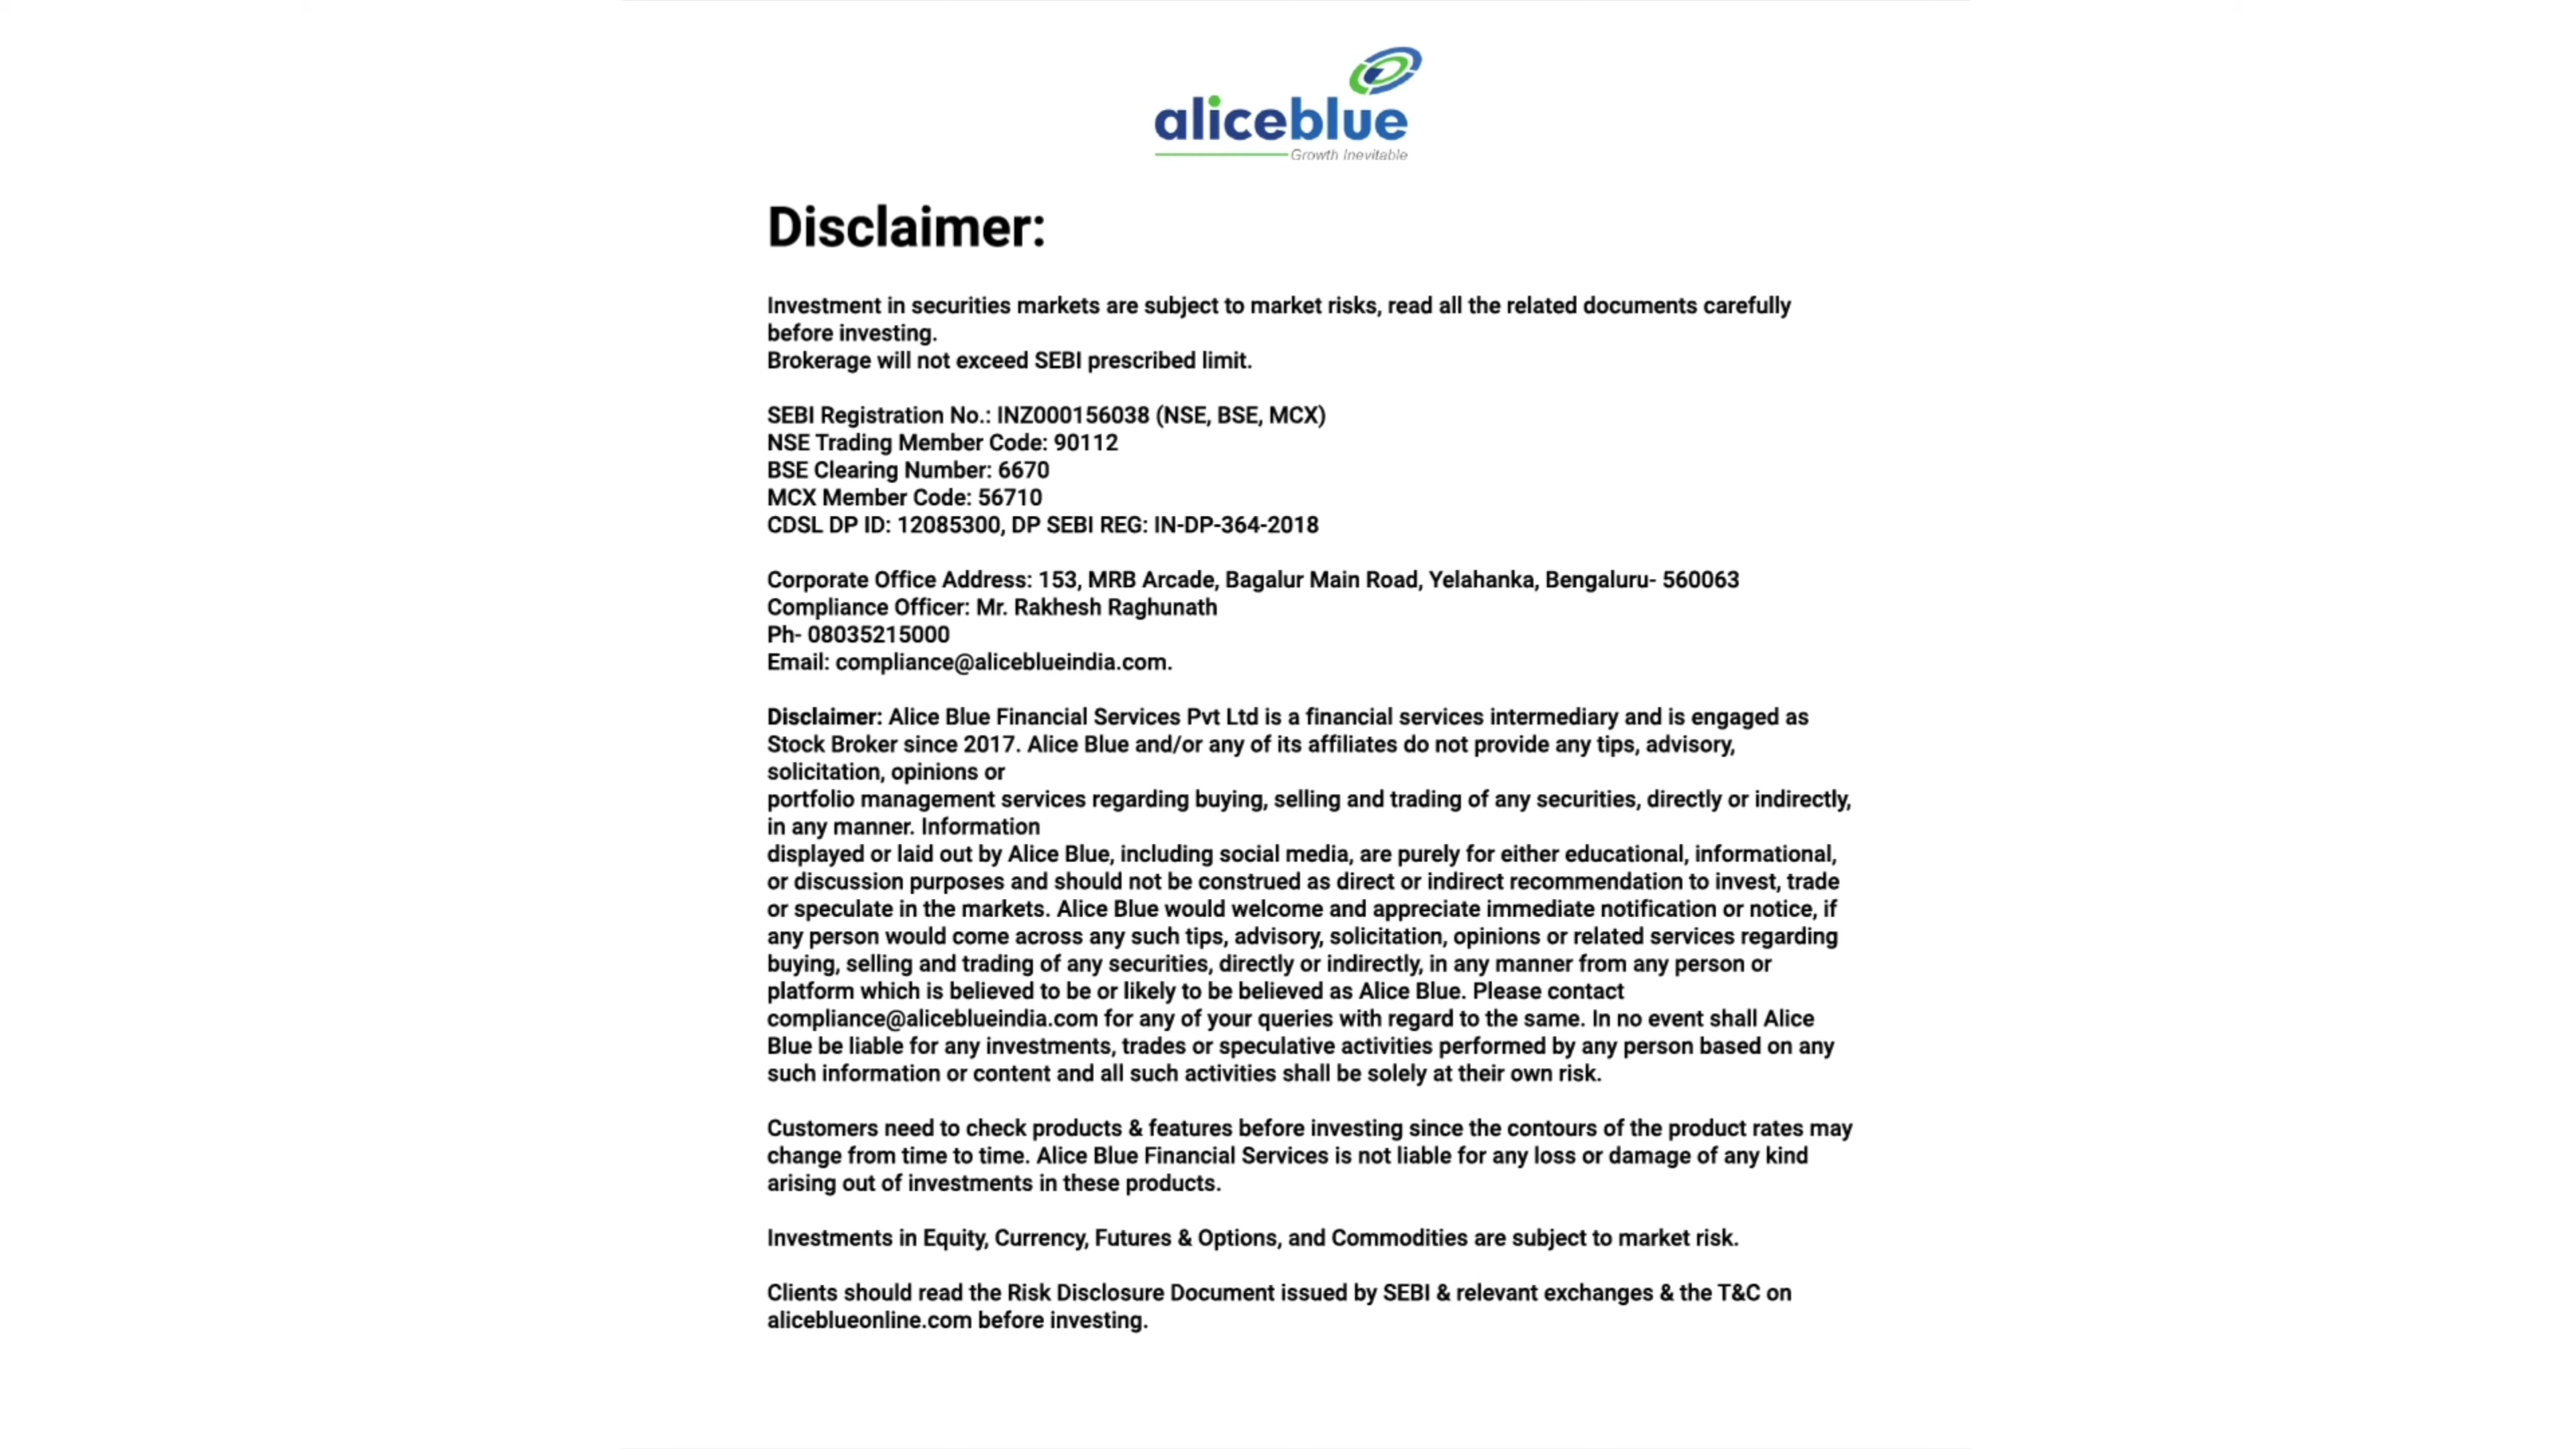 aliceblue
Growth Inevitable
Disclaimer:
Investment in securities markets are subject to market risks, read all the related documents carefully
before investing.
Brokerage will not exceed SEBI prescribed limit.
SEBI Registration No.: INZ000156038 (NSE, BSE, MCX)
NSE Trading Member Code: 90112
BSE Clearing Number: 6670
MCX Member Code: 56710
CDSL DP ID: 12085300, DP SEBI REG: IN-DP-364-2018
Corporate Office Address: 153, MRB Arcade, Bagalur Main Road, Yelahanka, Bengaluru- 560063
Compliance Officer: Mr. Rakhesh Raghunath
Ph- 08035215000
Email: compliance@aliceblueindia.com.
Disclaimer: Alice Blue Financial Services Pvt Ltd is a financial services intermediary and is engaged as
Stock Broker since 2017. Alice Blue and/or any of its affiliates do not provide any tips, advisory,
solicitation, opinions or
portfolio management services regarding buying, selling and trading of any securities, directly or indirectly,
in any manner. Information
displayed or laid out by Alice Blue, including social media, are purely for either educational, informational,
or discussion purposes and should not be construed as direct or indirect recommendation to invest, trade
or speculate in the markets. Alice Blue would welcome and appreciate immediate notification or notice, if
any person would come across any such tips, advisory, solicitation, opinions or related services regarding
buying, selling and trading of any securities, directly or indirectly, in any manner from any person or
platform which is believed to be or likely to be believed as Alice Blue. Please contact
compliance@aliceblueindia.com for any of your queries with regard to the same. In no event shall Alice
Blue be liable for any investments, trades or speculative activities performed by any person based on any
such information or content and all such activities shall be solely at their own risk.
Customers need to check products & features before investing since the contours of the product rates may
change from time to time. Alice Blue Financial Services is not liable for any loss or damage of any kind
arising out of investments in these products.
Investments in Equity, Currency, Futures & Options, and Commodities are subject to market risk.
Clients should read the Risk Disclosure Document issued by SEBI & relevant exchanges & the T&C on
aliceblueonline.com before investing.